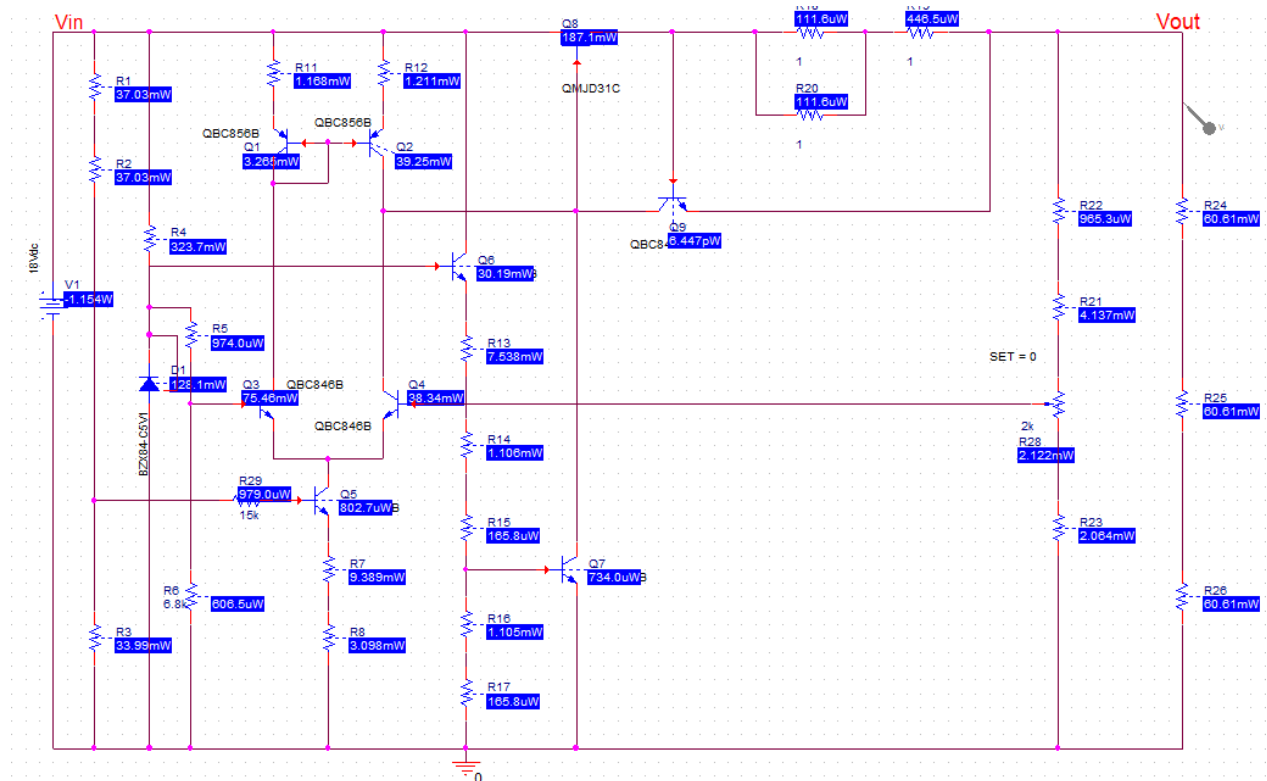 Vin
Vout
Q8
187.1mW
QMJD31C
111.6uW
1
446.5uW
1
R20
111.6uW
1
R1
37.03mW
R11
1.168mW
R12
1.211mW
QBC856B
QBC856B
Q1
3.265mW
Q2
39.25mW
R2
37.03mW
R4
323.7mW
Q9
6.447pW
R22
965.3uW
R24
60.61mW
18Vdc
V1
-1.154W
Q6
30.19mW
R21
4.137mW
R5
974.0uW
R13
7.538mW
SET = 0
D1
128.1mW
BZX84-C5V1
Q3
QBC846B
75.46mW
Q4
38.34mW
QBC846B
R25
60.61mW
2k
R28
2.122mW
R14
1.106mW
R29
979.0uW
15k
Q5
802.7uW
R15
165.8uW
R23
2.064mW
R7
9.389mW
Q7
734.0uW
R6
6.8k
606.5uW
R26
60.61mW
R3
33.99mW
R8
3.098mW
R16
1.105mW
R17
165.8uW
0